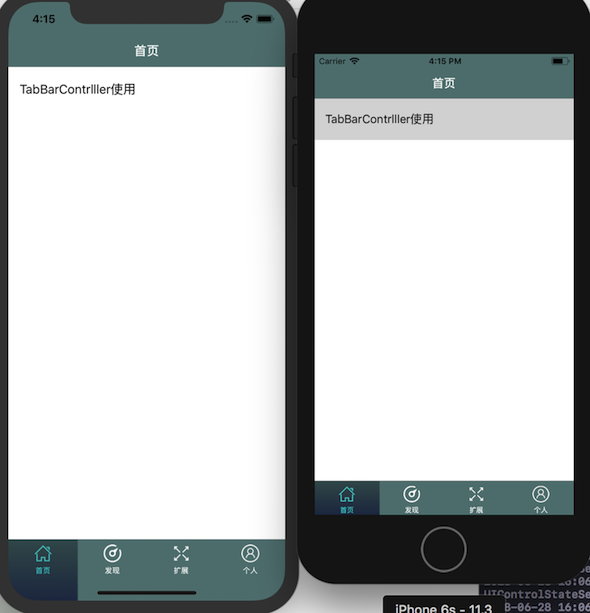 4:15
首页
TabBarContrlller使用
首页
发现
扩展
个人
Carrier
4:15 PM
首页
TabBarContrlller使用
首页
发现
扩展
个人
iPhone 6s - 11.3
16:06
UIControlStateSe
-06-28 16:06